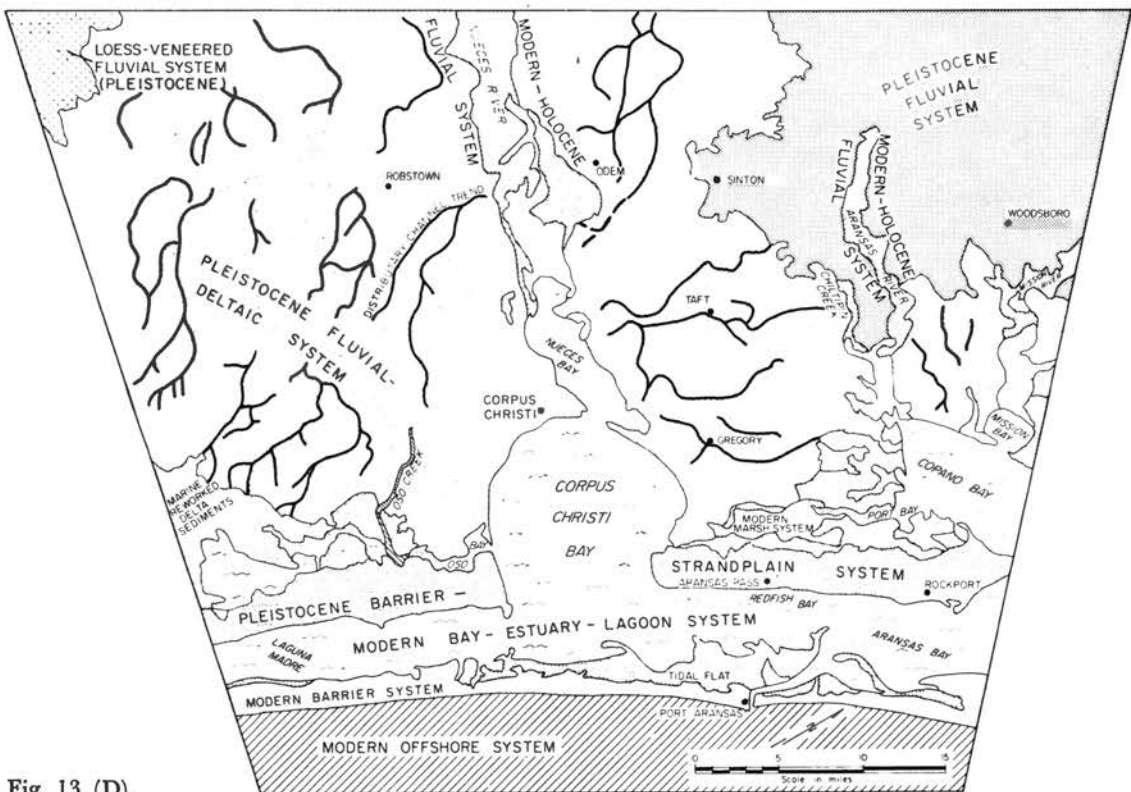 LOESS-VENEERED
FLUVIAL SYSTEM
(PLEISTOCENE)
FLUVIAL
SYSTEM
NUECES
RIVER
MODERN-HOLOCENE
PLEISTOCENE
FLUVIAL
SYSTEM
ODEM
SINTON
ROBSTOWN
WOODSBORO
FLUVIAL
SYSTEM
MODERN-HOLOCENE
ARANSAS RIVER
CHILTIPIN
CREEK
RIVER
DISTRIBUTARY CHANNEL TREND
PLEISTOCENE FLUVIAL-
DELTAIC
SYSTEM
TAFT
NUECES
BAY
CORPUS
CHRISTI
GREGORY
MISSION
BAY
COPANO BAY
MARINE
REWORKED
DELTA
SEDIMENTS
OSO CREEK
CORPUS
CHRISTI
BAY
PORT BAY
MODERN
MARSH SYSTEM
OSO
BAY
STRANDPLAIN SYSTEM
ARANSAS PASS
ROCKPORT
PLEISTOCENE BARRIER-
REDFISH BAY
MODERN BAY-ESTUARY-LAGOON SYSTEM
LAGUNA
MADRE
ARANSAS
BAY
TIDAL FLAT
MODERN BARRIER SYSTEM
PORT ARANSAS
MODERN OFFSHORE SYSTEM
N
0 5 10 15
Scale in miles
Fig. 13 (D)